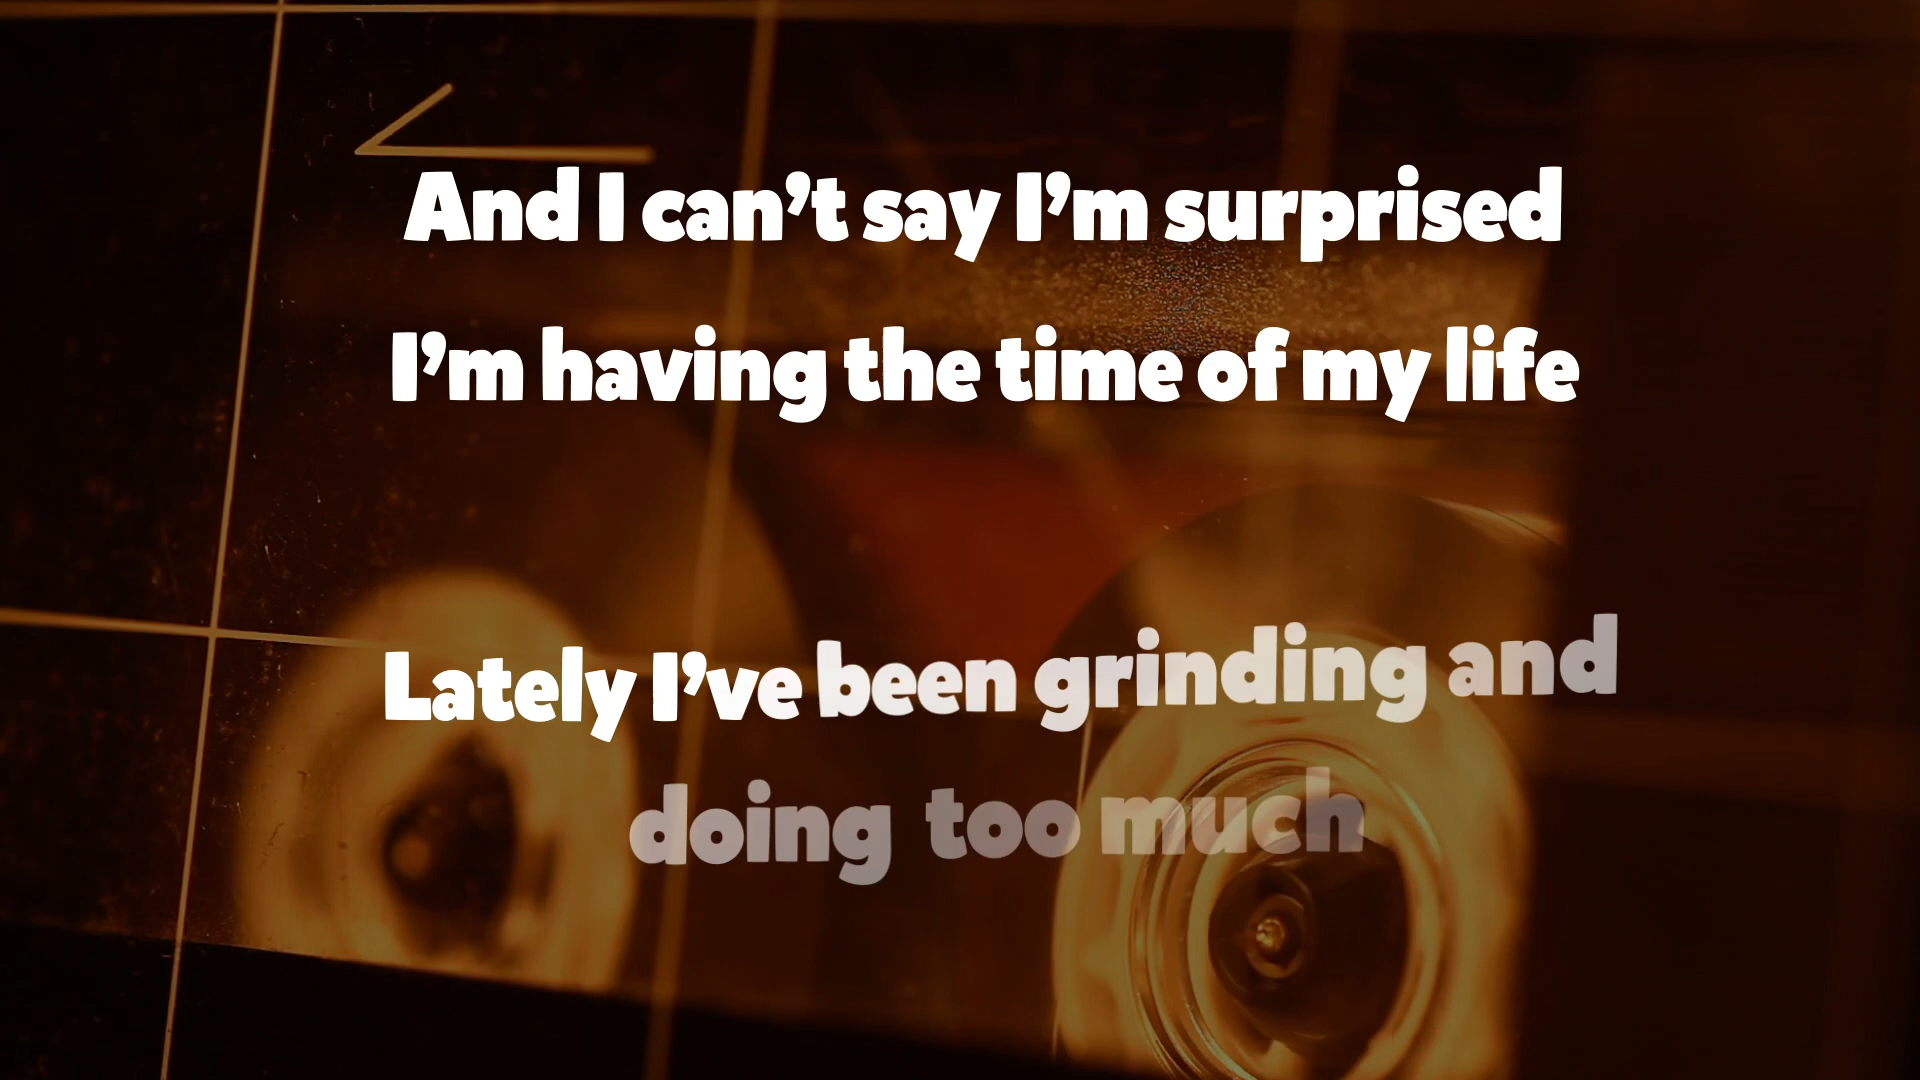 And I can’t say I’m surprised
I’m having the time of my life
Lately I’ve been grinding and
doing too much